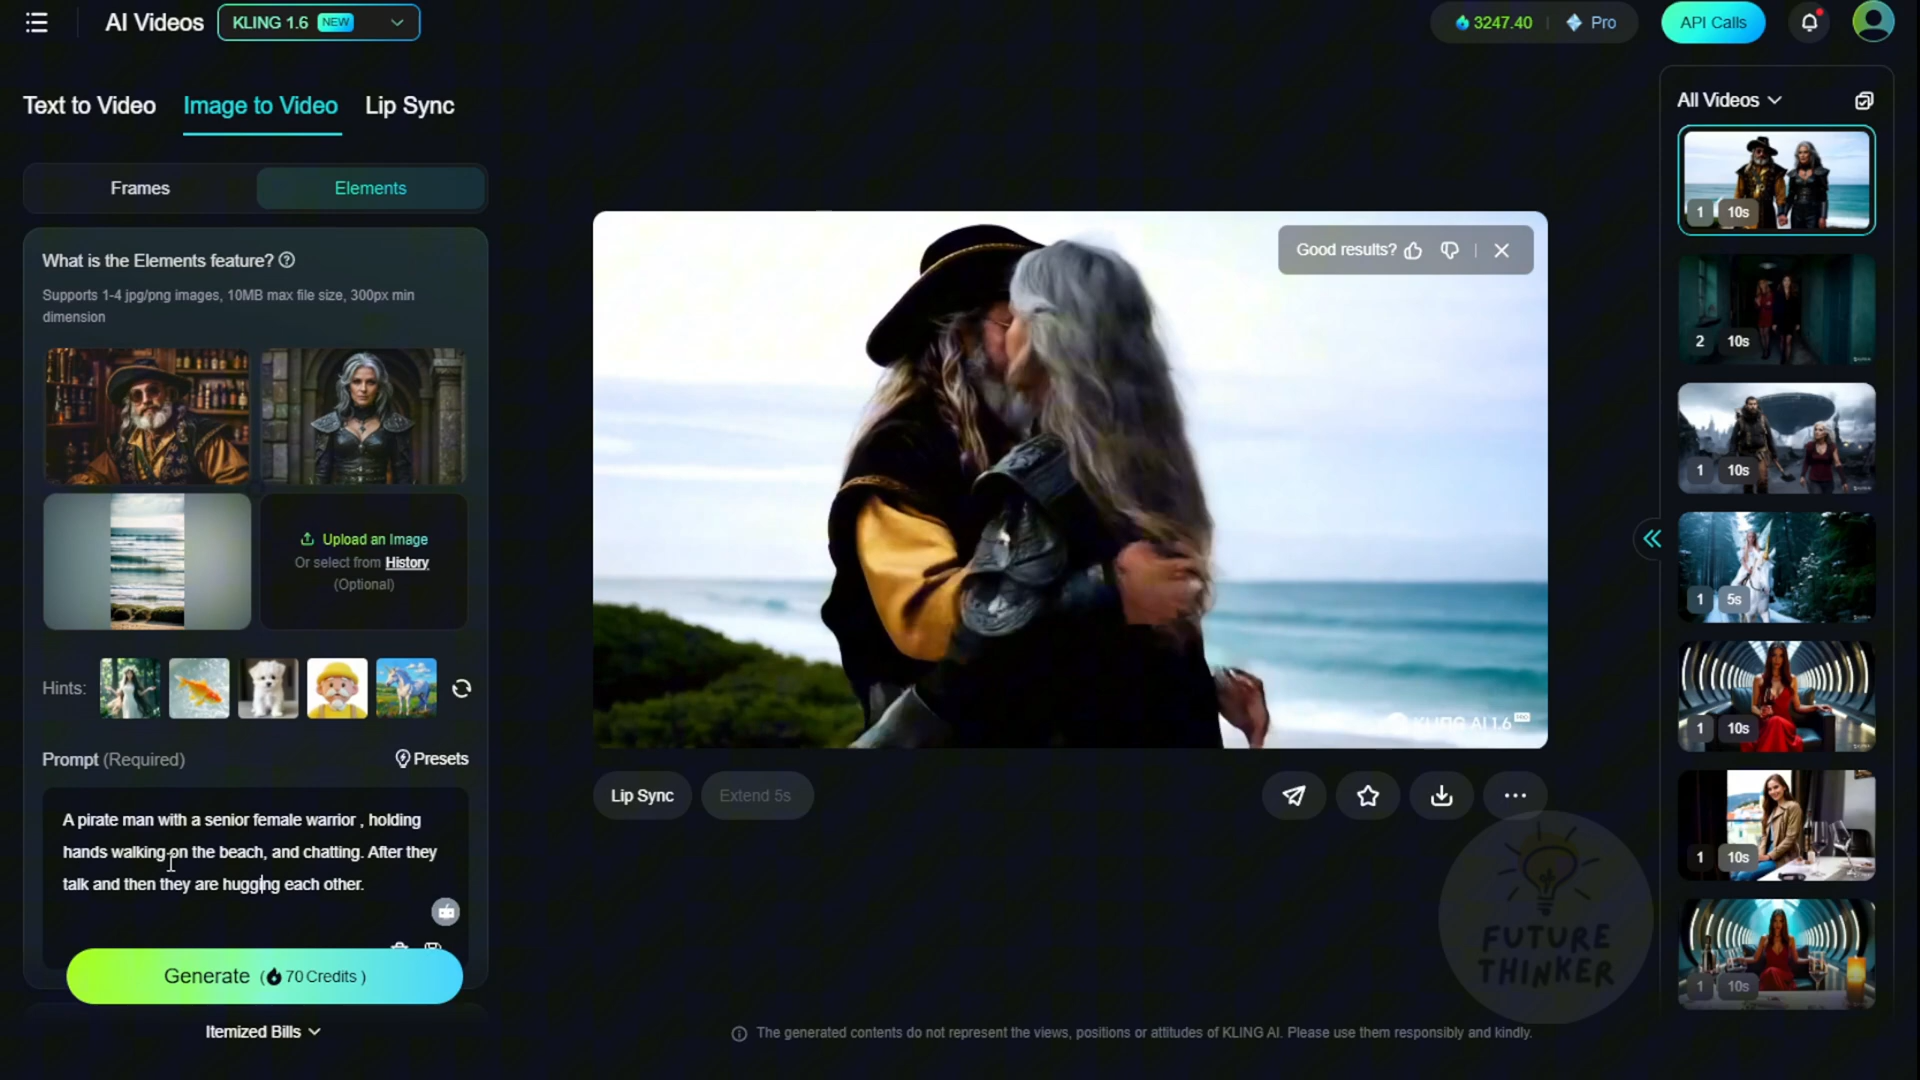 AI Videos
KLING 1.6 NEW
3247.40
Pro
API Calls
Text to Video
Image to Video
Lip Sync
Frames
Elements
What is the Elements feature?
Supports 1-4 jpg/png images, 10MB max file size, 300px min
dimension
Upload an Image
Or select from History
(Optional)
Hints:
Prompt (Required)
Presets
A pirate man with a senior female warrior , holding
hands walking on the beach, and chatting. After they
talk and then they are hugging each other.
Generate ( 70 Credits )
Itemized Bills
Good results?
KLING AI 1.6
Lip Sync
Extend 5s
FUTURE
THINKER
The generated contents do not represent the views, positions or attitudes of KLING AI. Please use them responsibly and kindly.
All Videos
1 10s
2 10s
1 10s
1 5s
1 10s
1 10s
1 10s